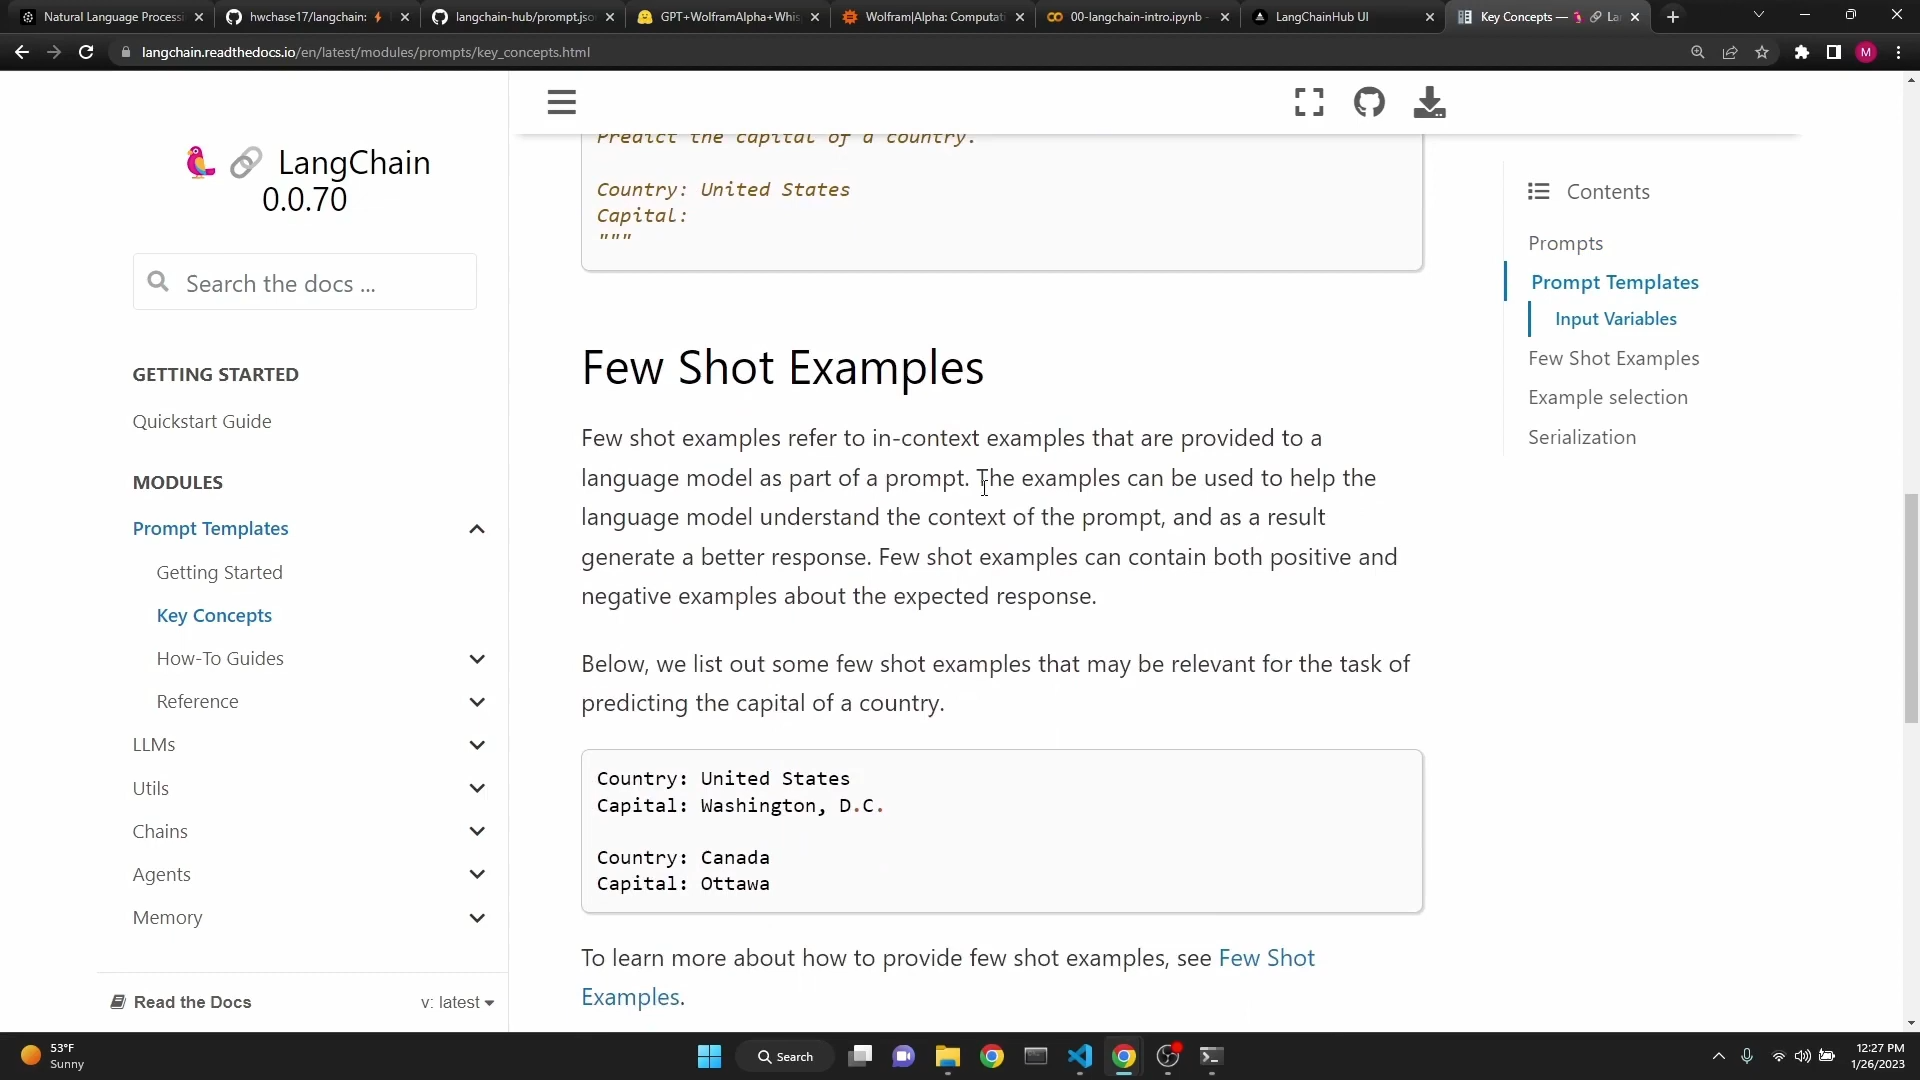 Natural Language Processi
hwchase17/langchain: ⚡
langchain-hub/prompt.jso
GPT+WolframAlpha+Whis
Wolfram|Alpha: Computat
00-langchain-intro.ipynb -
LangChainHub UI
Key Concepts — 🦜 🔗 La
langchain.readthedocs.io/en/latest/modules/prompts/key_concepts.html
M
🦜 🔗 LangChain
0.0.70
Search the docs ...
GETTING STARTED
Quickstart Guide
MODULES
Prompt Templates
Getting Started
Key Concepts
How-To Guides
Reference
LLMs
Utils
Chains
Agents
Memory
Read the Docs
v: latest
Predict the capital of a country.
Country: United States
Capital:
"""
Few Shot Examples
Few shot examples refer to in-context examples that are provided to a
language model as part of a prompt. The examples can be used to help the
language model understand the context of the prompt, and as a result
generate a better response. Few shot examples can contain both positive and
negative examples about the expected response.
Below, we list out some few shot examples that may be relevant for the task of
predicting the capital of a country.
Country: United States
Capital: Washington, D.C.
Country: Canada
Capital: Ottawa
To learn more about how to provide few shot examples, see Few Shot
Examples.
Contents
Prompts
Prompt Templates
Input Variables
Few Shot Examples
Example selection
Serialization
53°F
Sunny
Search
12:27 PM
1/26/2023